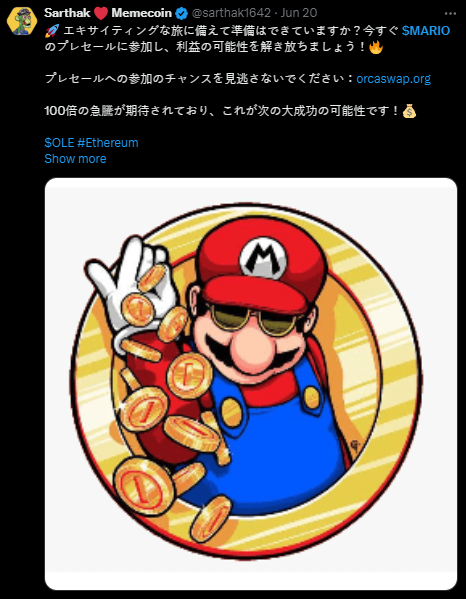 Sarthak ❤️ Memecoin @sarthak1642 · Jun 20
🚀 エキサイティングな旅に備えて準備はできていますか？今すぐ $MARIO
のプレセールに参加し、利益の可能性を解き放ちましょう！🔥
プレセールへの参加のチャンスを見逃さないでください：orcaswap.org
100倍の急騰が期待されており、これが次の大成功の可能性です！💰
$OLE #Ethereum
Show more
M